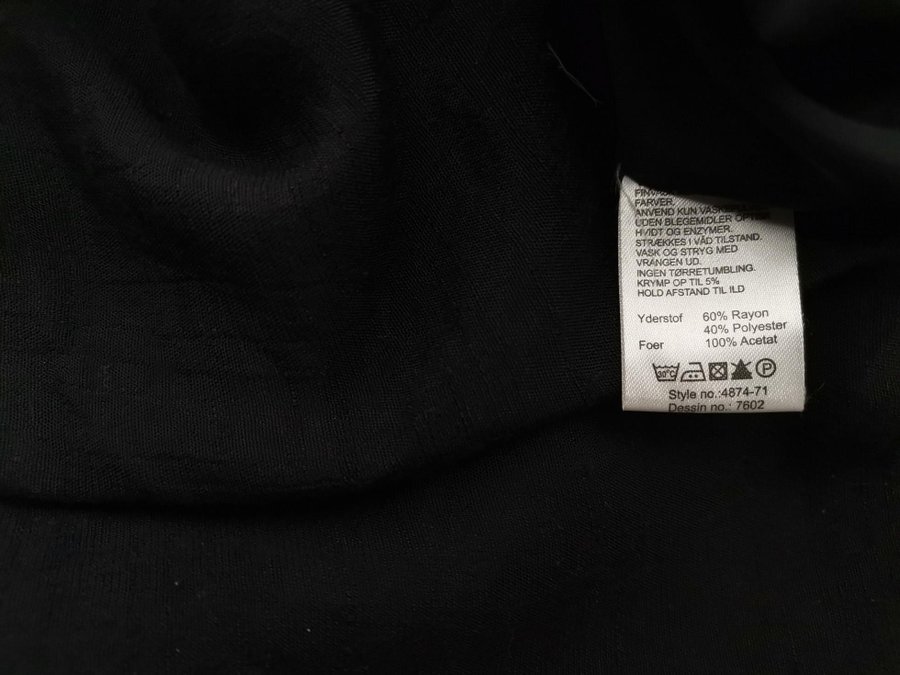 FARVER.
ANVEND KUN
UDEN BLEGEMIDLER
HVIDT OG ENZYMER.
STRÆKKES I VÅD TILSTAND.
VASK OG STRYG MED
VRANGEN UD.
INGEN TØRRETUMBLING.
KRYMP OP TIL 5%
HOLD AFSTAND TIL ILD
Yderstof 60% Rayon
40% Polyester
Foer 100% Acetat
30°C P
Style no.:4874-71
Dessin no.: 7602